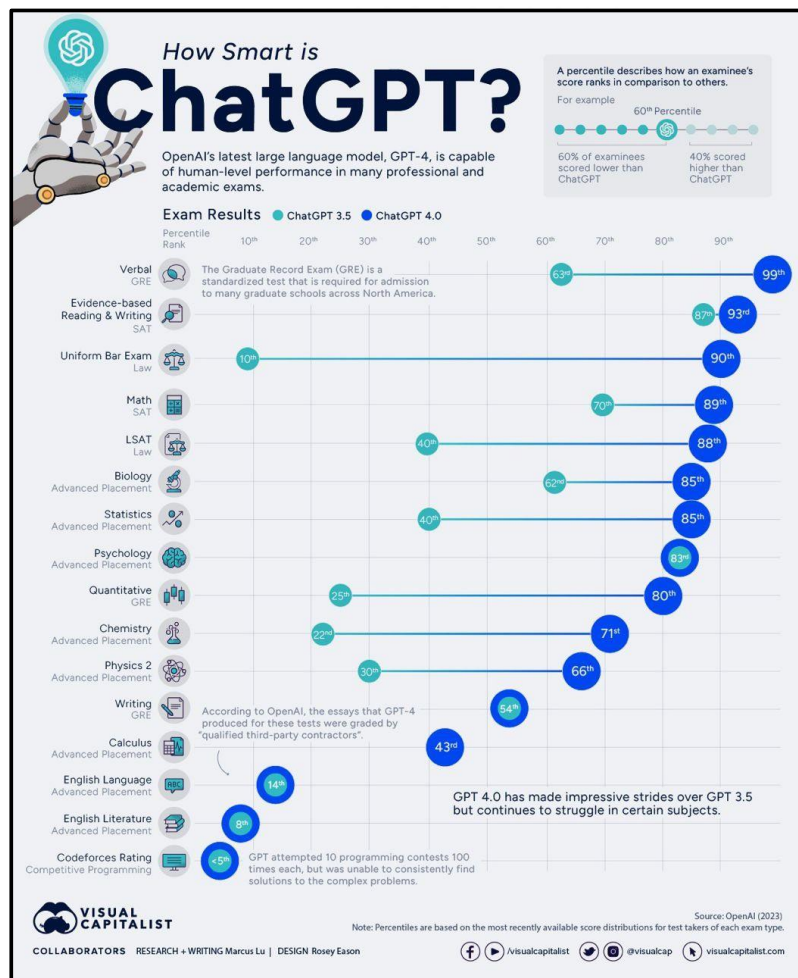 How Smart is
ChatGPT?
OpenAI's latest large language model, GPT-4, is capable
of human-level performance in many professional and
academic exams.
A percentile describes how an examinee's
score ranks in comparison to others.
For example
60th Percentile
60% of examinees
scored lower than
ChatGPT
40% scored
higher than
ChatGPT
Exam Results ChatGPT 3.5 ChatGPT 4.0
Percentile
Rank
10th 20th 30th 40th 50th 60th 70th 80th 90th
Verbal
GRE
The Graduate Record Exam (GRE) is a
standardized test that is required for admission
to many graduate schools across North America.
63rd 99th
Evidence-based
Reading & Writing
SAT
87th 93rd
Uniform Bar Exam
Law
10th 90th
Math
SAT
70th 89th
LSAT
Law
40th 88th
Biology
Advanced Placement
62nd 85th
Statistics
Advanced Placement
40th 85th
Psychology
Advanced Placement
83rd
Quantitative
GRE
25th 80th
Chemistry
Advanced Placement
22nd 71st
Physics 2
Advanced Placement
30th 66th
Writing
GRE
54th
According to OpenAI, the essays that GPT-4
produced for these tests were graded by
"qualified third-party contractors".
Calculus
Advanced Placement
43rd
English Language
Advanced Placement
ABC
14th
GPT 4.0 has made impressive strides over GPT 3.5
but continues to struggle in certain subjects.
English Literature
Advanced Placement
8th
Codeforces Rating
Competitive Programming
<5th
GPT attempted 10 programming contests 100
times each, but was unable to consistently find
solutions to the complex problems.
VISUAL
CAPITALIST
Source: OpenAI (2023)
Note: Percentiles are based on the most recently available score distributions for test takers of each exam type.
COLLABORATORS RESEARCH + WRITING Marcus Lu | DESIGN Rosey Eason
/visualcapitalist @visualcap visualcapitalist.com